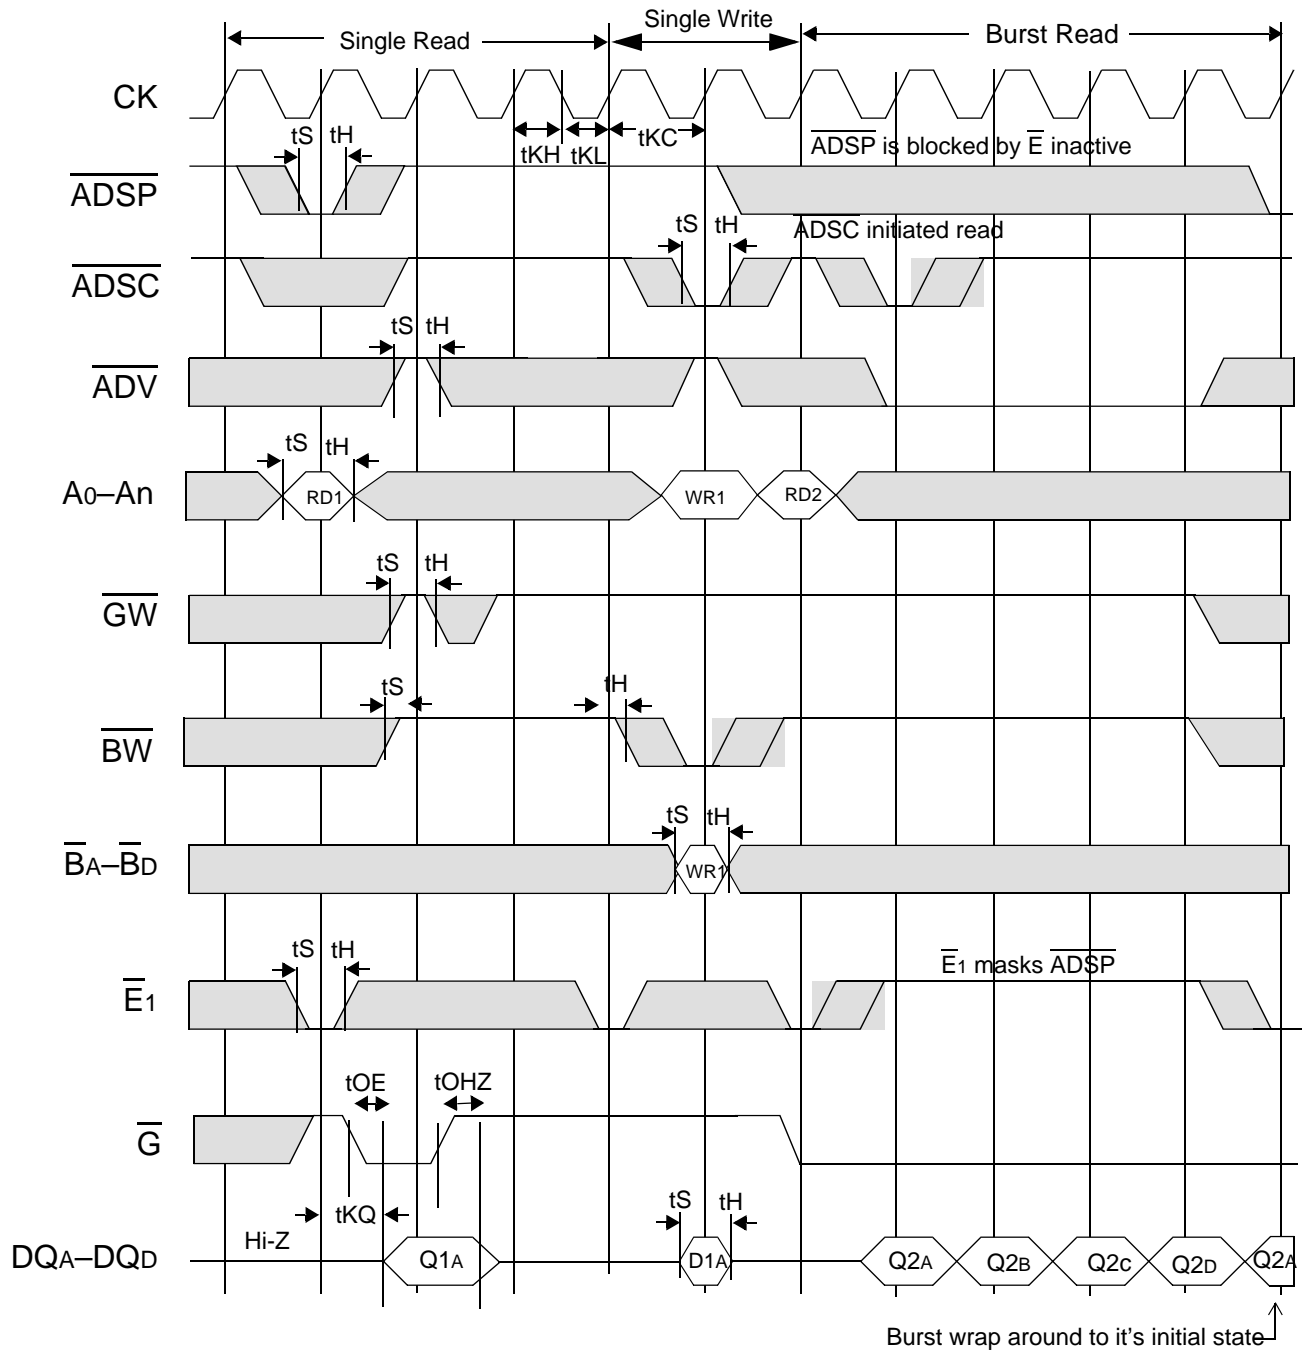 Single Read
Single Write
Burst Read
CK
tS tH
tKH tKL tKC
ADSP is blocked by E inactive
ADSP
tS tH
ADSC initiated read
ADSC
tS tH
ADV
tS tH
A0–An
RD1
WR1
RD2
tS tH
GW
tS
tH
BW
tS tH
BA–BD
WR1
tS tH
E1 masks ADSP
E1
tOE
tOHZ
G
tKQ
tS tH
Hi-Z
DQA–DQD
Q1A
D1A
Q2A
Q2B
Q2C
Q2D
Q2A
Burst wrap around to it's initial state